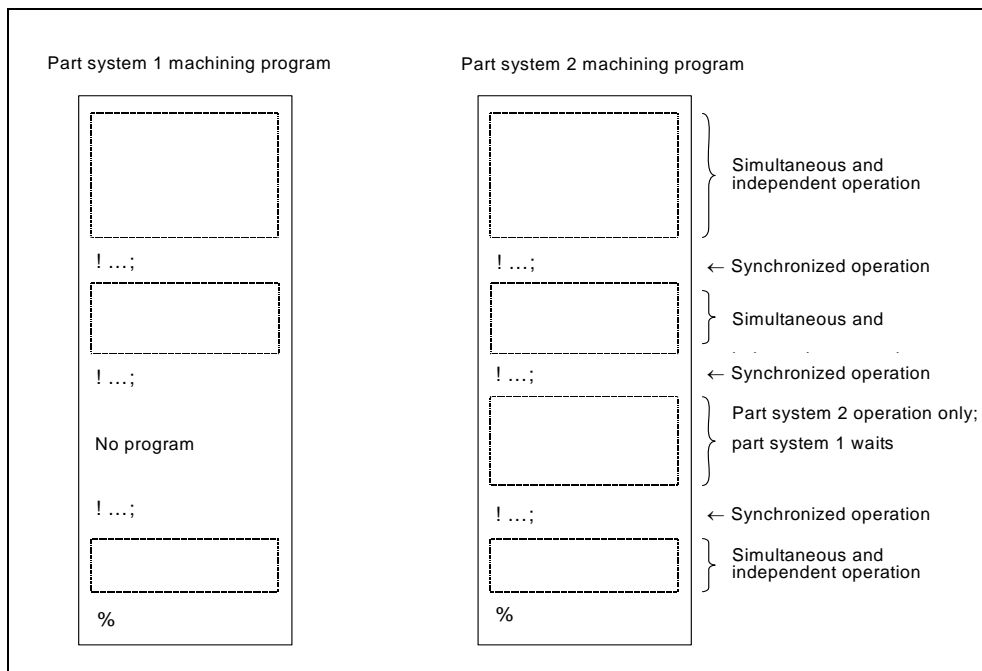 Part system 1 machining program
Part system 2 machining program
! ...;
! ...;
No program
! ...;
%
! ...;
! ...;
! ...;
%
Simultaneous and
independent operation
← Synchronized operation
Simultaneous and
← Synchronized operation
Part system 2 operation only;
part system 1 waits
← Synchronized operation
Simultaneous and
independent operation